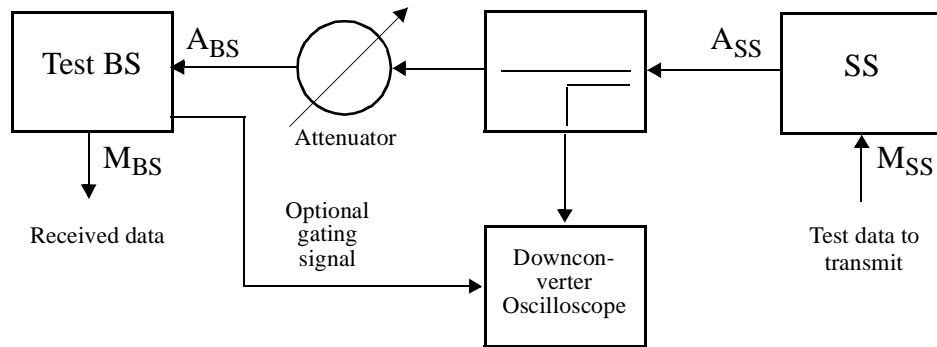 Test BS
A_BS
A_SS
SS
Attenuator
M_BS
M_SS
Received data
Optional
gating
signal
Downcon-
verter
Oscilloscope
Test data to
transmit